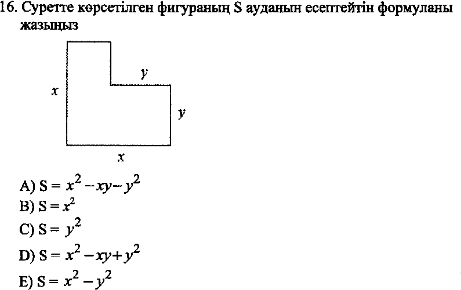 16. Суретте көрсетілген фигураның S ауданын есептейтін формуланы
жазыңыз
y
x
y
x
A) S = x² – xy – y²
B) S = x²
C) S = y²
D) S = x² – xy + y²
E) S = x² – y²